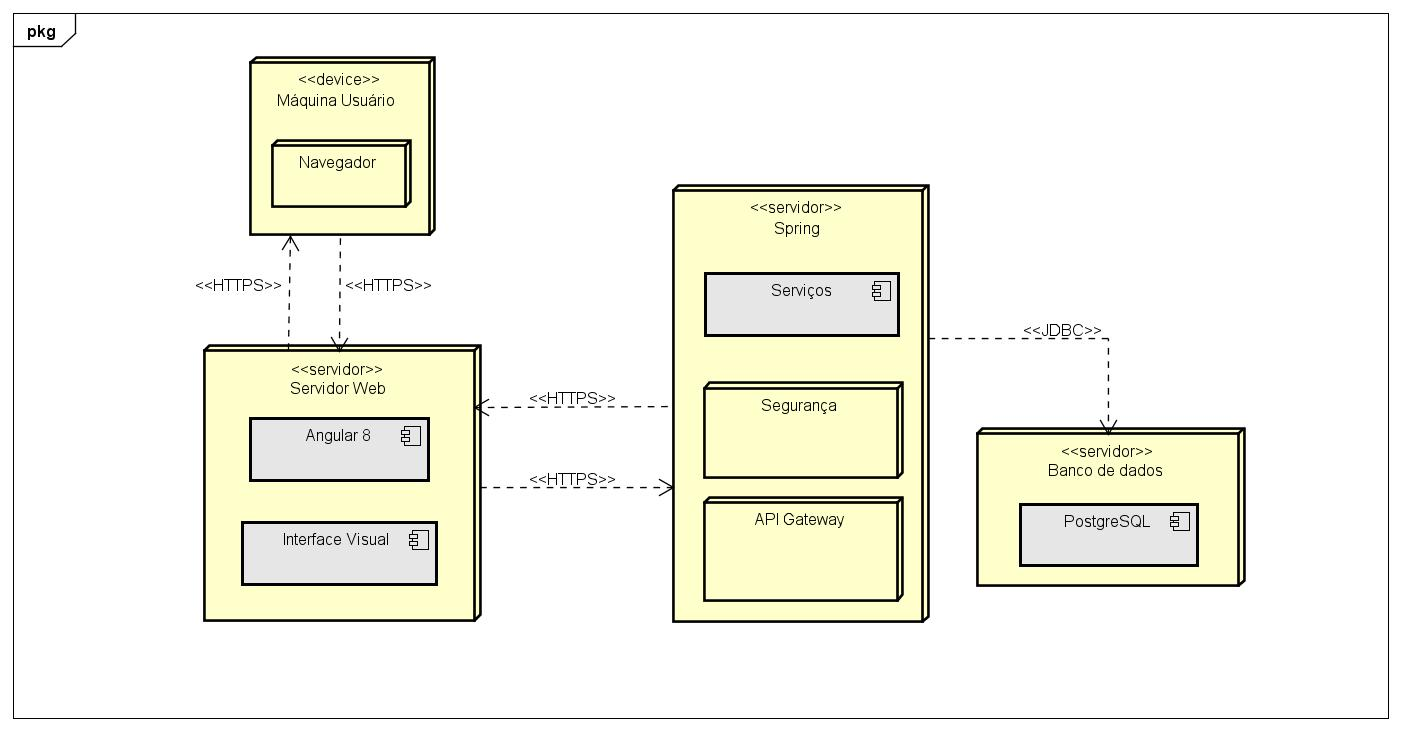 pkg
<<device>>
Máquina Usuário
Navegador
<<HTTPS>>
<<HTTPS>>
<<servidor>>
Servidor Web
Angular 8
Interface Visual
<<HTTPS>>
<<HTTPS>>
<<servidor>>
Spring
Serviços
Segurança
API Gateway
<<JDBC>>
<<servidor>>
Banco de dados
PostgreSQL